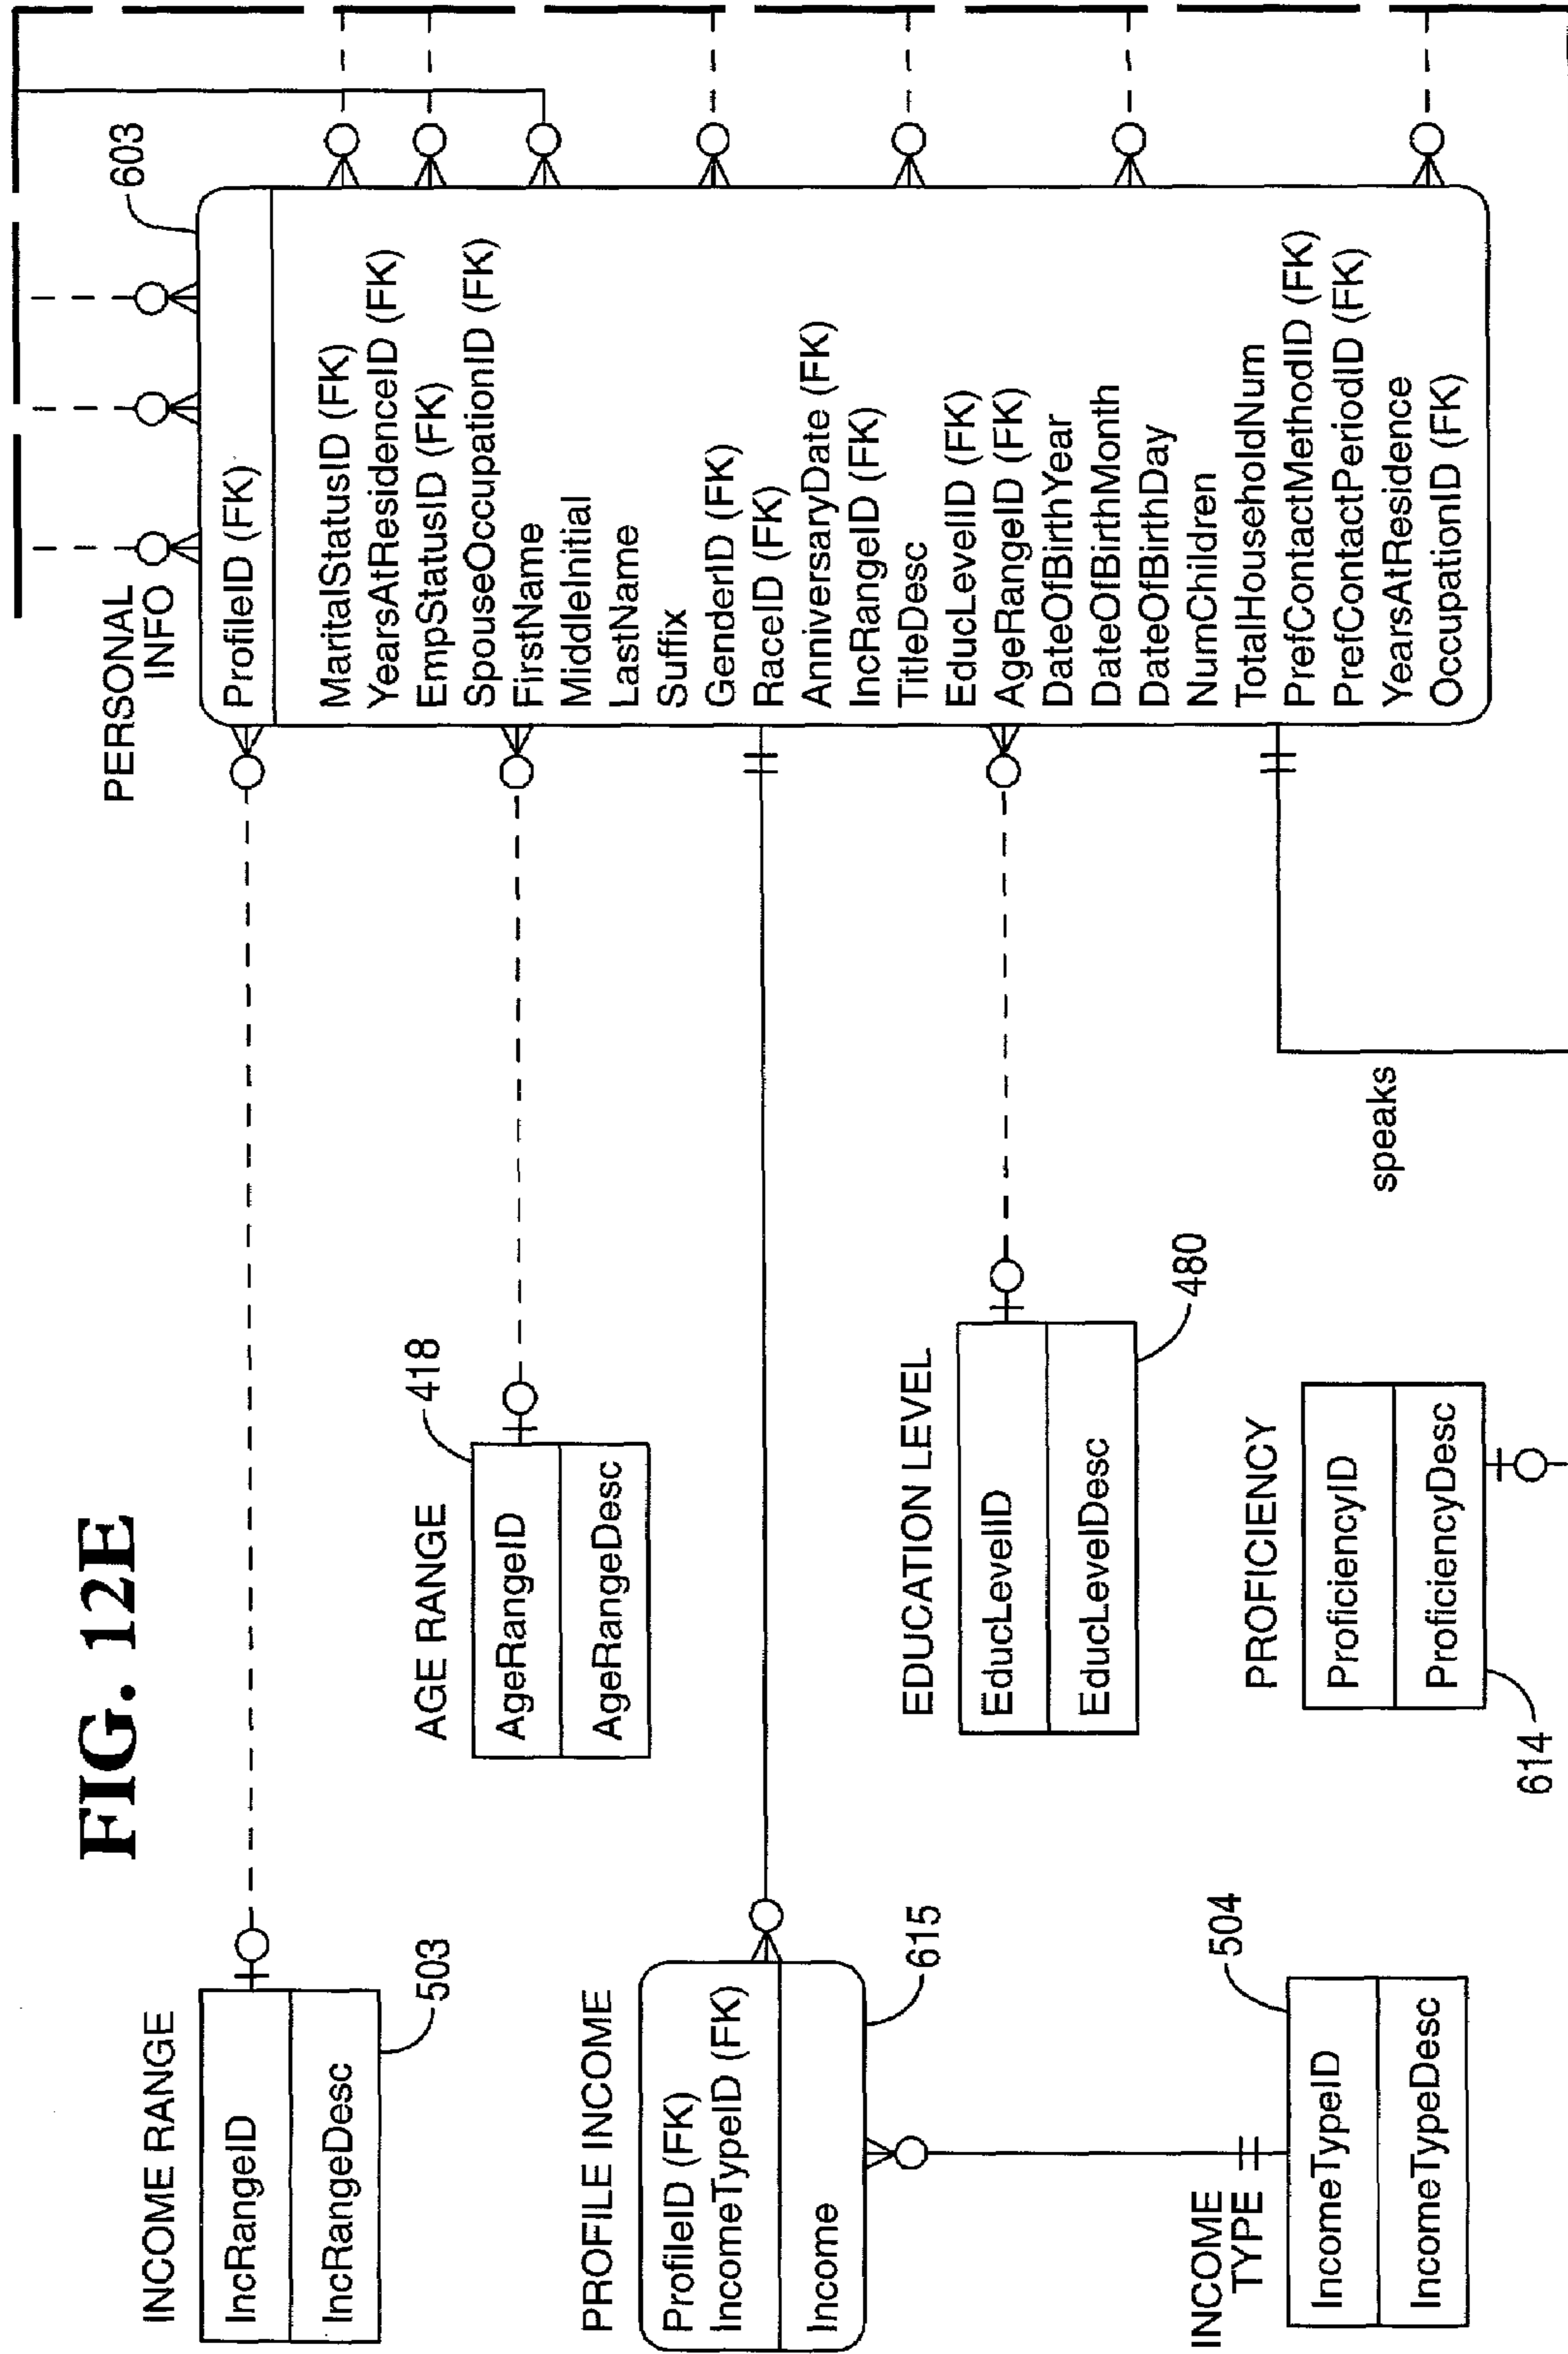 FIG. 12E
INCOME RANGE
IncRangeID
IncRangeDesc
503
AGE RANGE
418
AgeRangeID
AgeRangeDesc
PROFILE INCOME
ProfileID (FK)
IncomeTypeID (FK)
Income
615
EDUCATION LEVEL
EducLevelID
EducLevelDesc
480
INCOME
TYPE
504
IncomeTypeID
IncomeTypeDesc
PROFICIENCY
ProficiencyID
ProficiencyDesc
614
speaks
PERSONAL
INFO
603
ProfileID (FK)
MaritalStatusID (FK)
YearsAtResidenceID (FK)
EmpStatusID (FK)
SpouseOccupationID (FK)
FirstName
MiddleInitial
LastName
Suffix
GenderID (FK)
RaceID (FK)
AnniversaryDate (FK)
IncRangeID (FK)
TitleDesc
EducLevelID (FK)
AgeRangeID (FK)
DateOfBirthYear
DateOfBirthMonth
DateOfBirthDay
NumChildren
TotalHouseholdNum
PrefContactMethodID (FK)
PrefContactPeriodID (FK)
YearsAtResidence
OccupationID (FK)